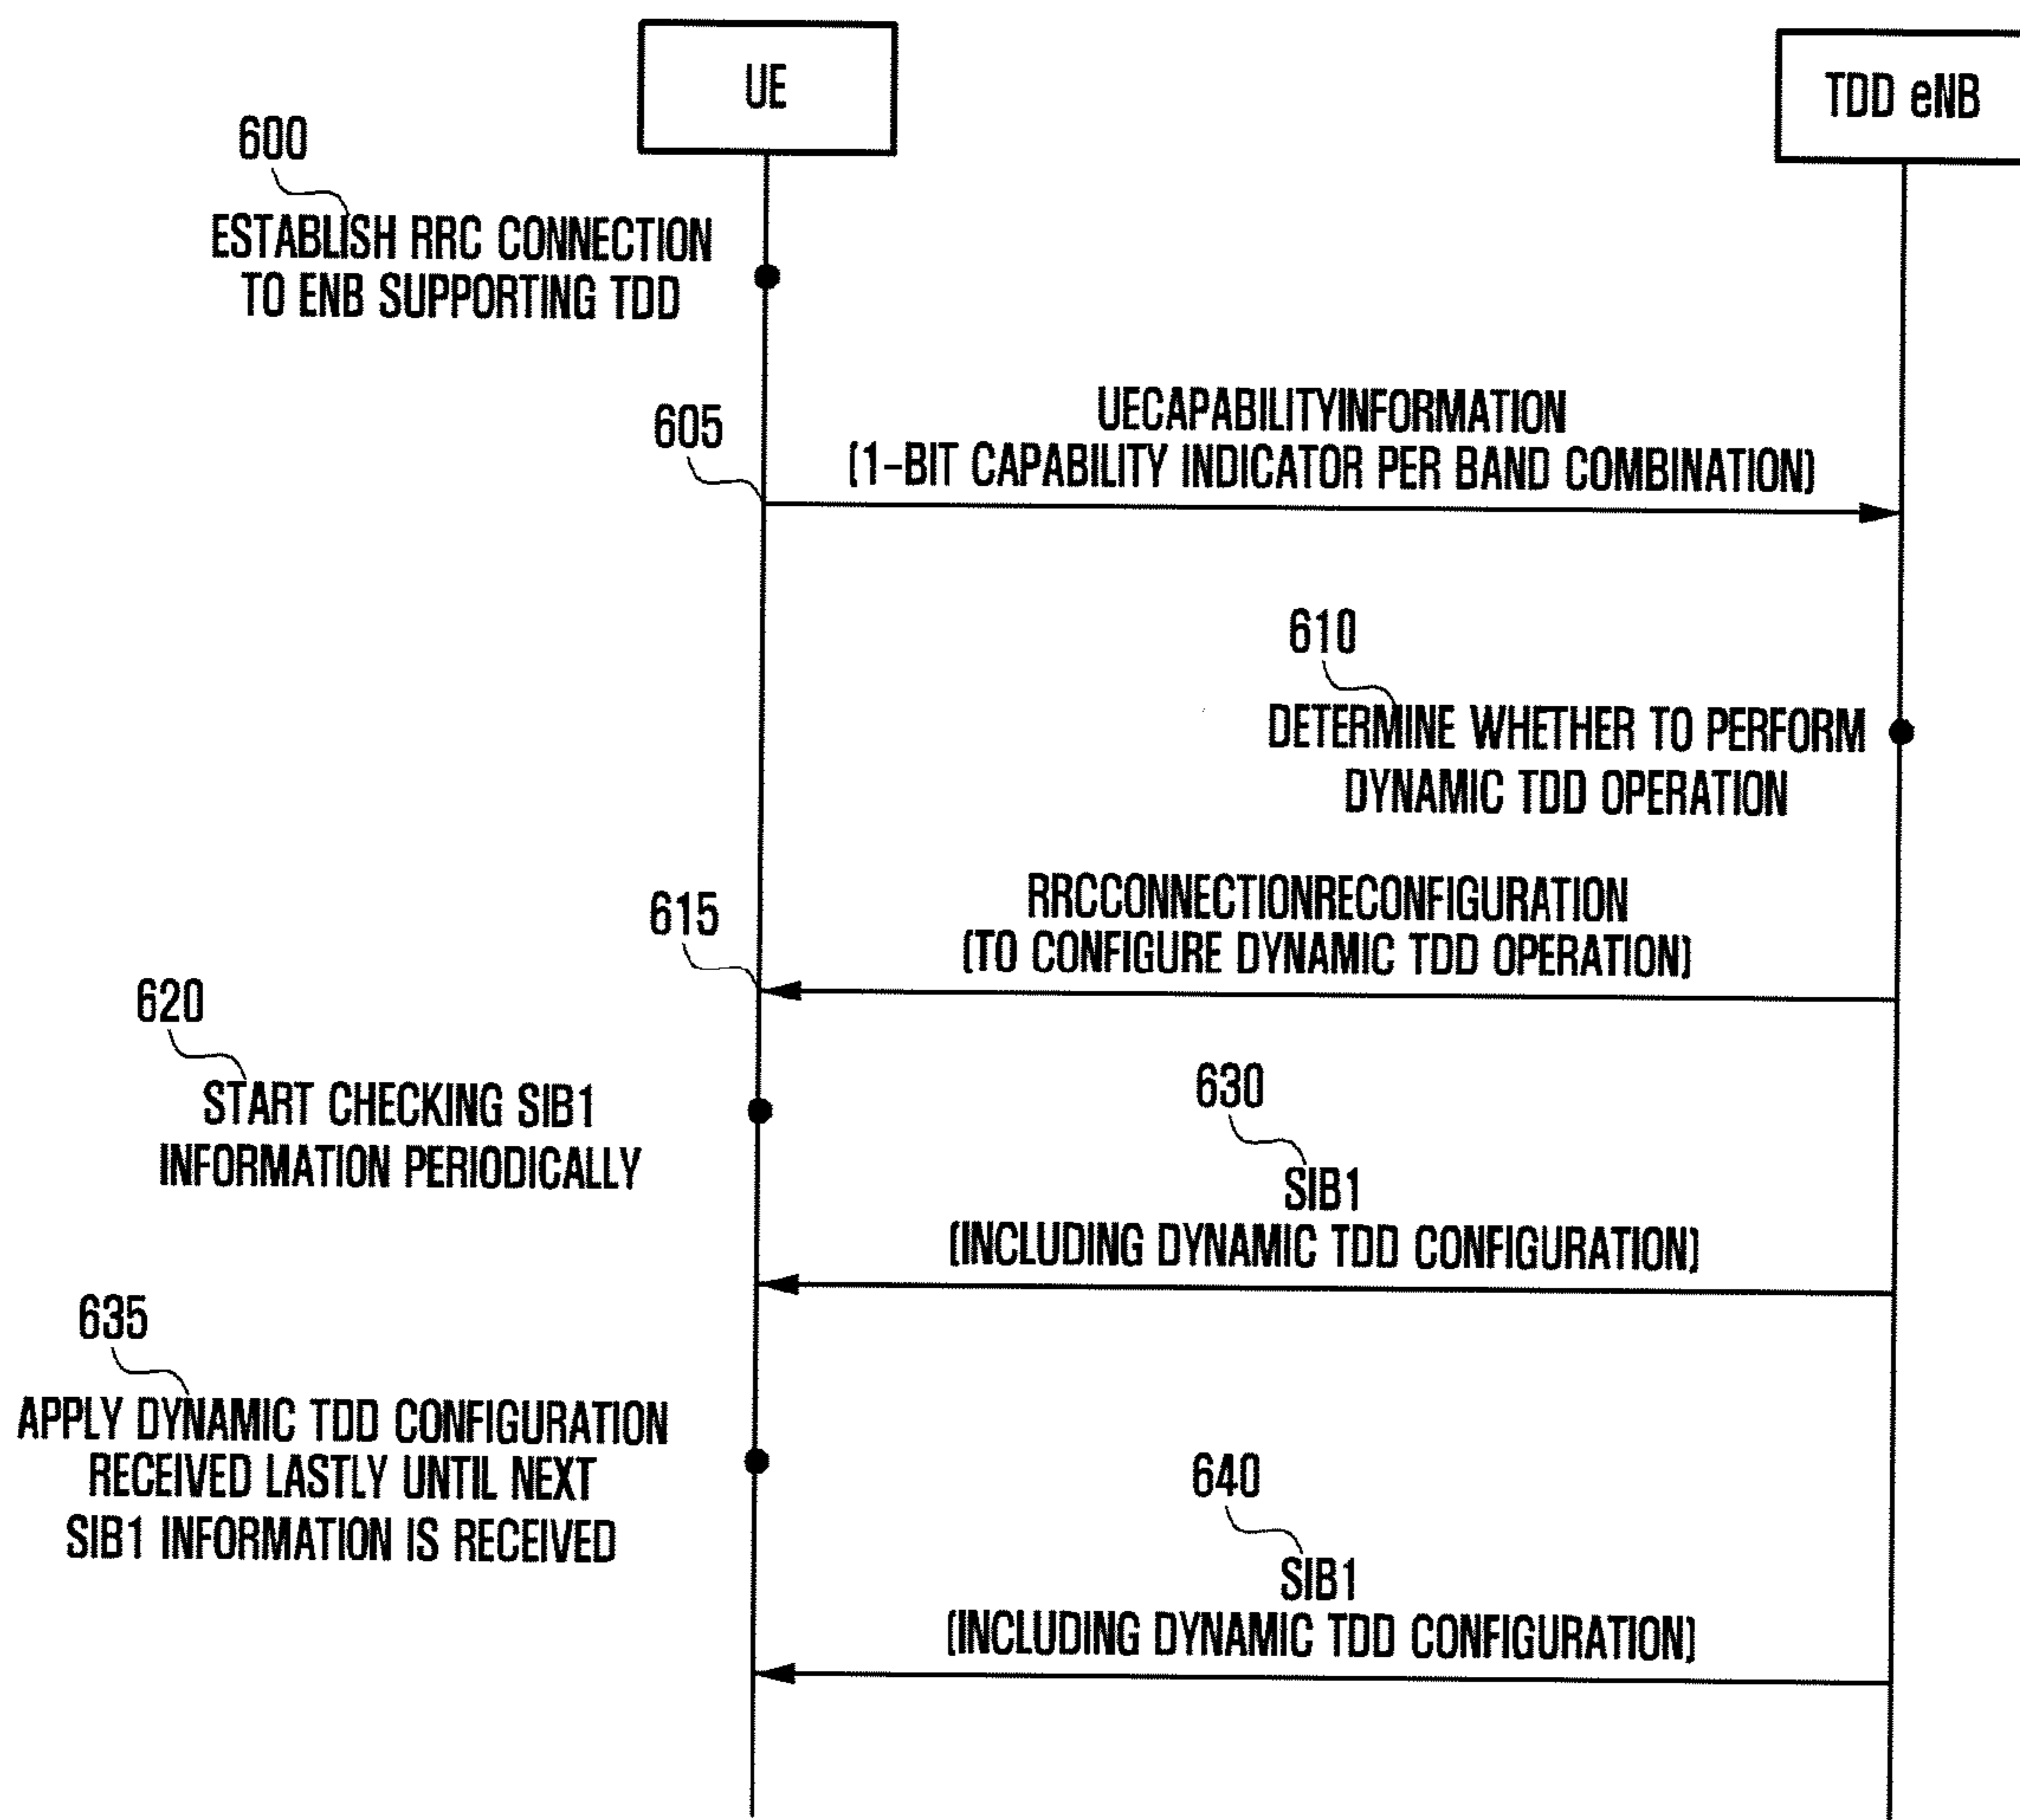 UE
TDD eNB
600
ESTABLISH RRC CONNECTION
TO ENB SUPPORTING TDD
605
UECAPABILITYINFORMATION
(1-BIT CAPABILITY INDICATOR PER BAND COMBINATION)
610
DETERMINE WHETHER TO PERFORM
DYNAMIC TDD OPERATION
615
RRCCONNECTIONRECONFIGURATION
(TO CONFIGURE DYNAMIC TDD OPERATION)
620
START CHECKING SIB1
INFORMATION PERIODICALLY
630
SIB1
(INCLUDING DYNAMIC TDD CONFIGURATION)
635
APPLY DYNAMIC TDD CONFIGURATION
RECEIVED LASTLY UNTIL NEXT
SIB1 INFORMATION IS RECEIVED
640
SIB1
(INCLUDING DYNAMIC TDD CONFIGURATION)